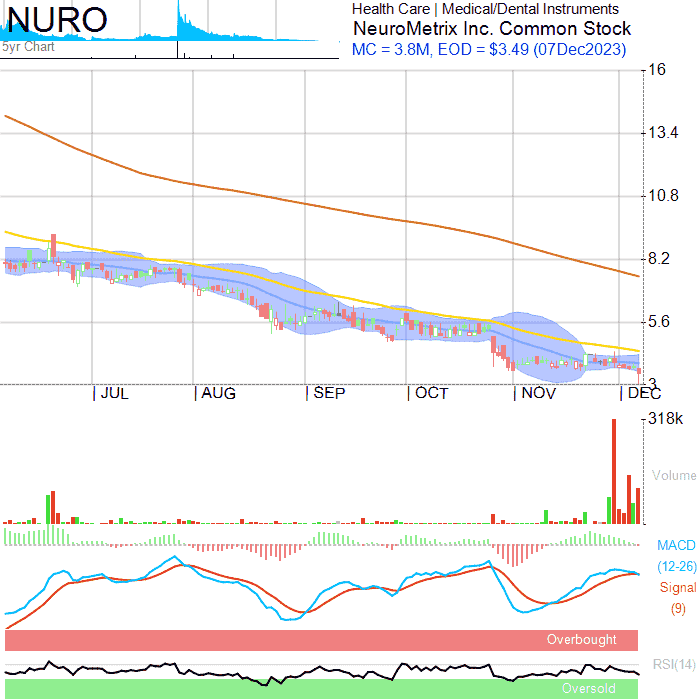 NURO
5yr Chart
Health Care | Medical/Dental Instruments
NeuroMetrix Inc. Common Stock
MC = 3.8M, EOD = $3.49 (07Dec2023)
16
13.4
10.8
8.2
5.6
3
JUL AUG SEP OCT NOV DEC
318k
Volume
MACD
(12-26)
Signal
(9)
Overbought
RSI(14)
Oversold